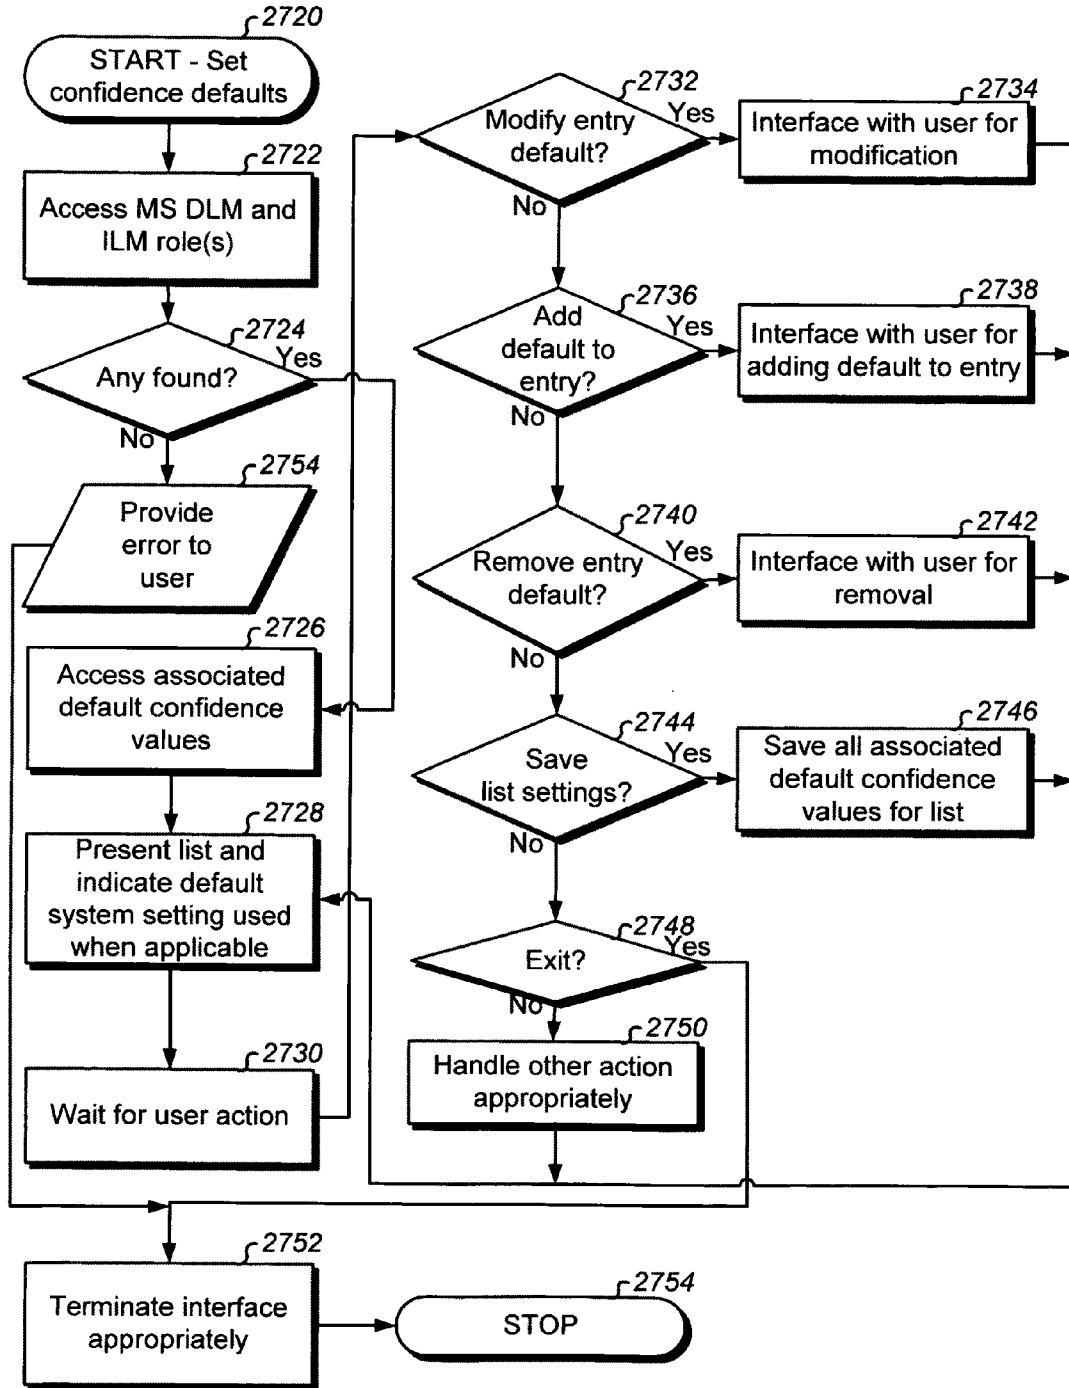 2720
START - Set
confidence defaults
2722
Access MS DLM and
ILM role(s)
2724
Any found?
Yes
No
2754
Provide
error to
user
2726
Access associated
default confidence
values
2728
Present list and
indicate default
system setting used
when applicable
2730
Wait for user action
2732
Modify entry
default?
Yes
No
2734
Interface with user for
modification
2736
Add
default to
entry?
Yes
No
2738
Interface with user for
adding default to entry
2740
Remove entry
default?
Yes
No
2742
Interface with user for
removal
2744
Save
list settings?
Yes
No
2746
Save all associated
default confidence
values for list
2748
Exit?
Yes
No
2750
Handle other action
appropriately
2752
Terminate interface
appropriately
2754
STOP